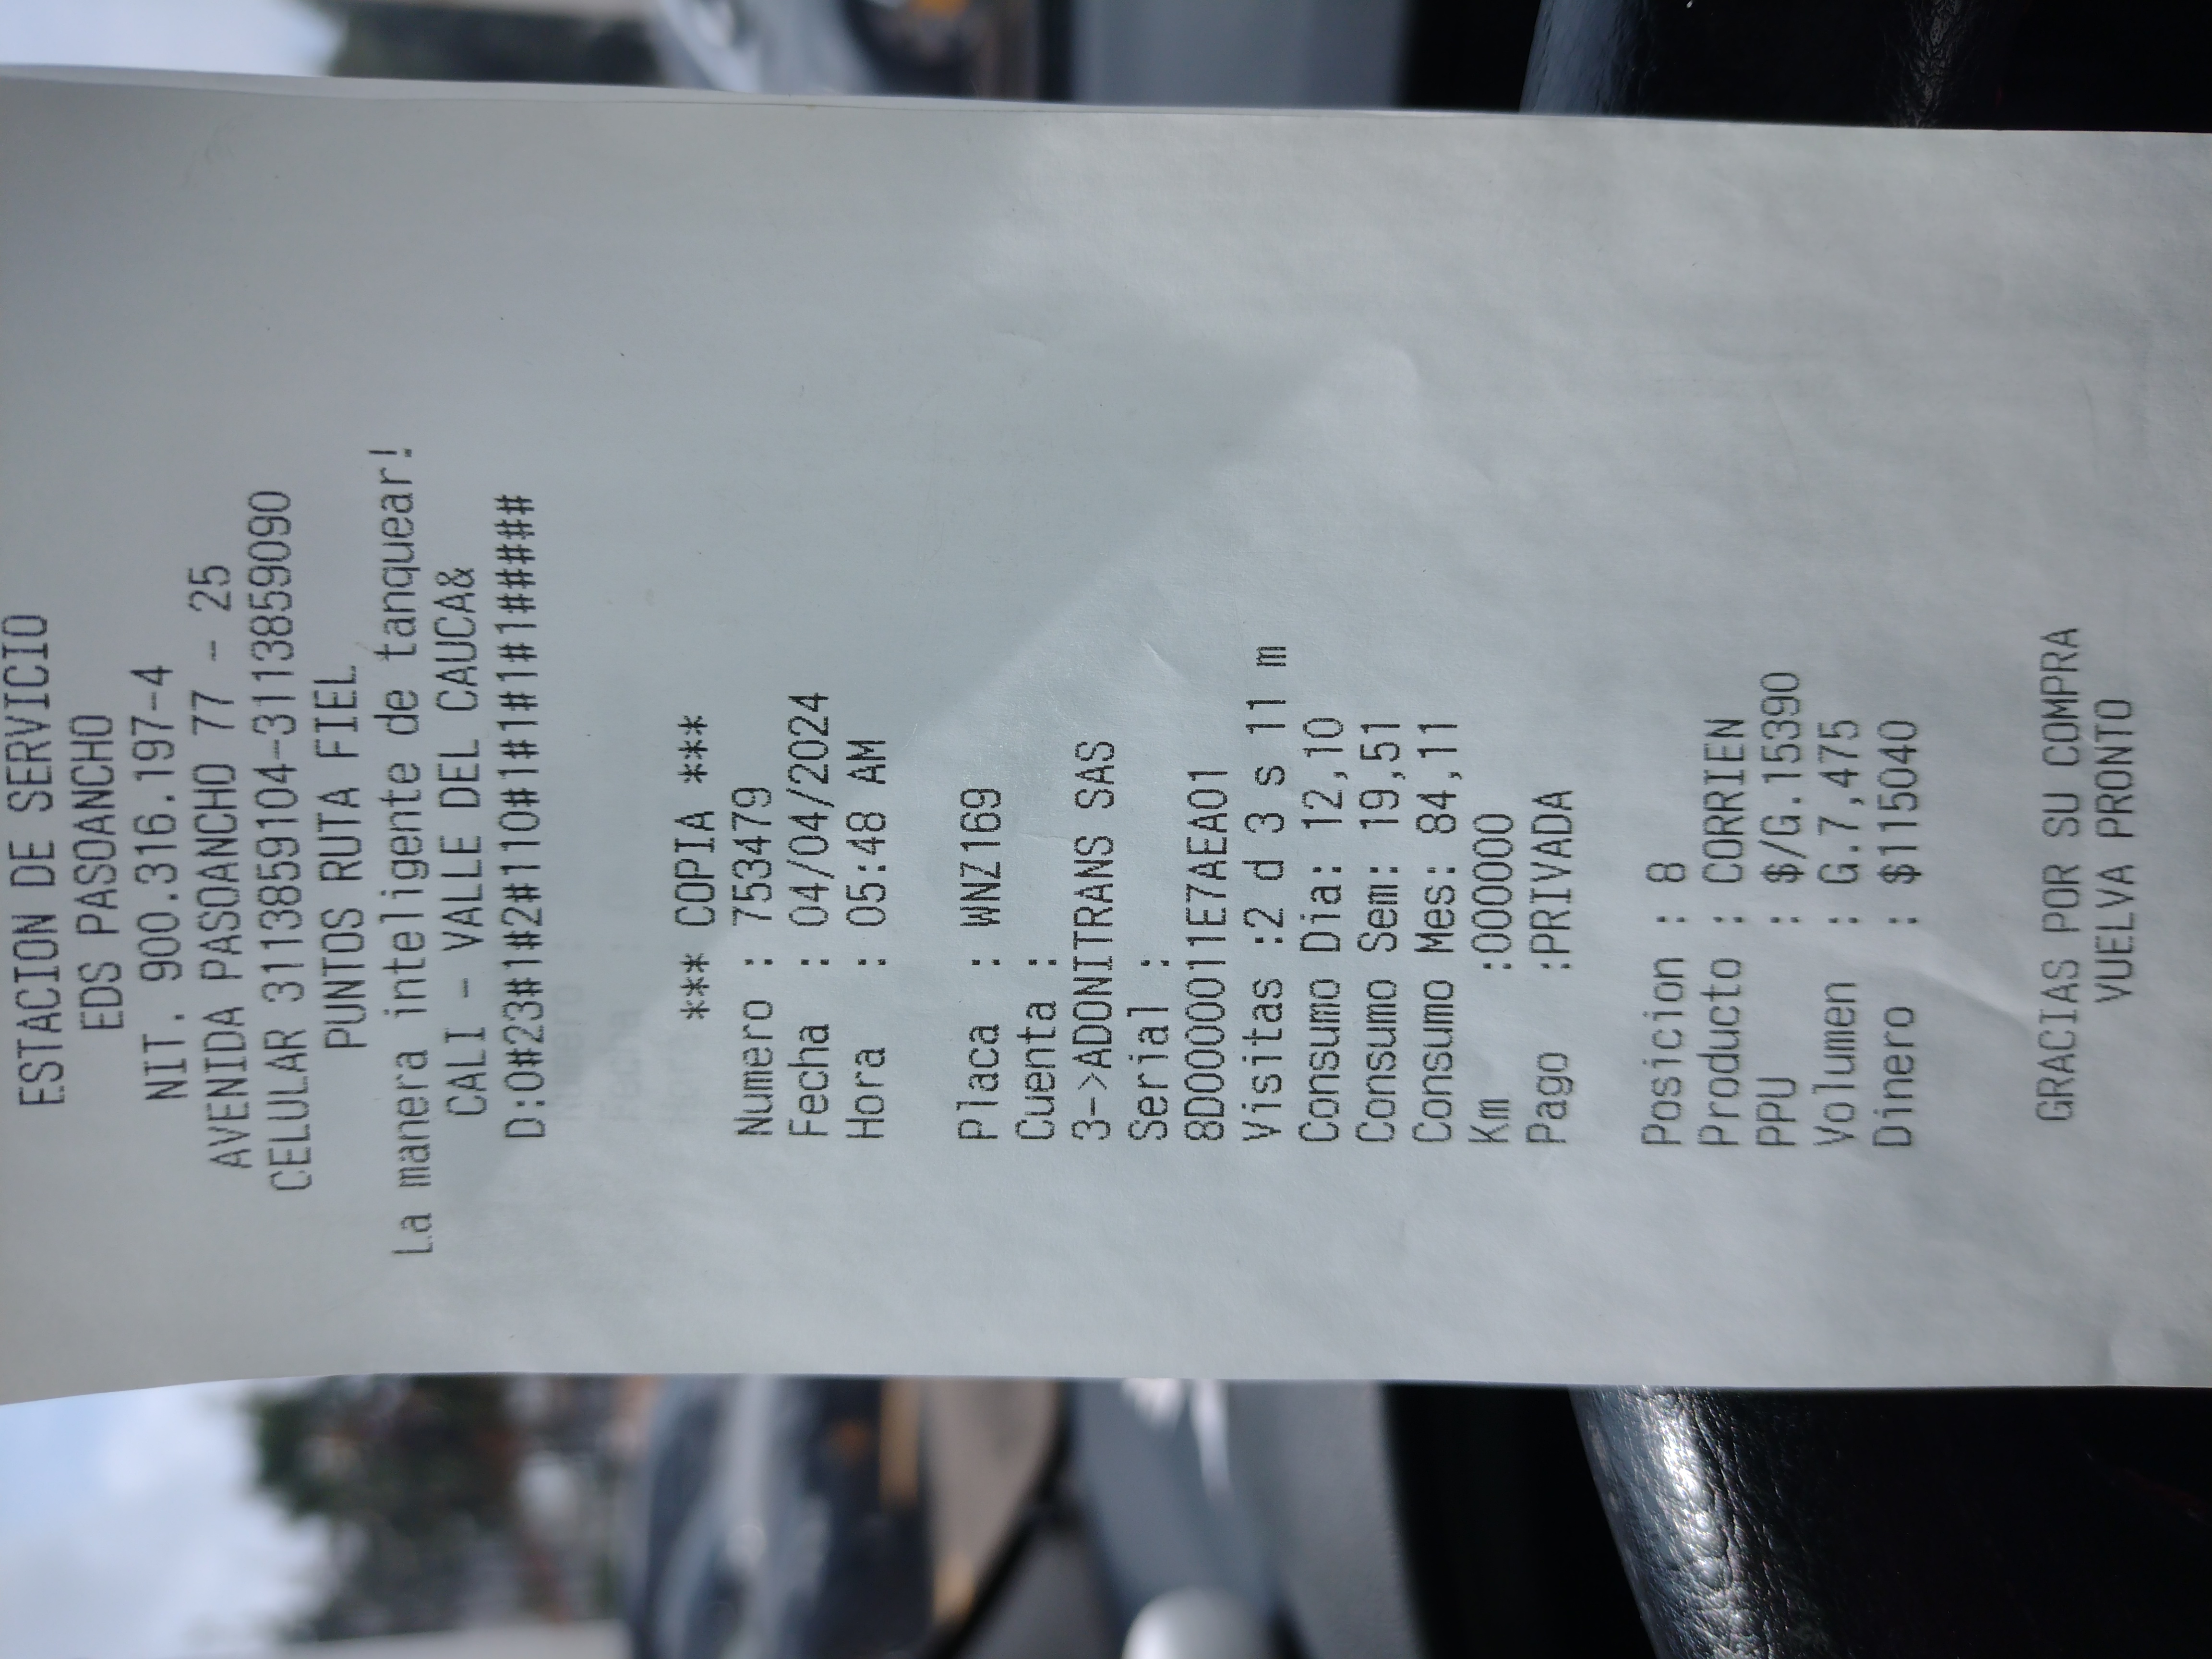 ESTACION DE SERVICIO
EDS PASOANCHO
NIT. 900.316.197-4
AVENIDA PASOANCHO 77 - 25
CELULAR 3113859104-3113859090
PUNTOS RUTA FIEL
La manera inteligente de tanquear!
CALI - VALLE DEL CAUCA&
D:0#23#1#2#110#1#1#1#1#1#####
*** COPIA ***
Numero : 753479
Fecha : 04/04/2024
Hora : 05:48 AM
Placa : WNZ169
Cuenta :
3->ADONITRANS SAS
Serial :
8D000011E7AEA01
Visitas :2 d 3 s 11 m
Consumo Dia: 12,10
Consumo Sem: 19,51
Consumo Mes: 84,11
Km :000000
Pago :PRIVADA
Posicion : 8
Producto : CORRIEN
PPU : $/G.15390
Volumen : G.7,475
Dinero : $115040
GRACIAS POR SU COMPRA
VUELVA PRONTO